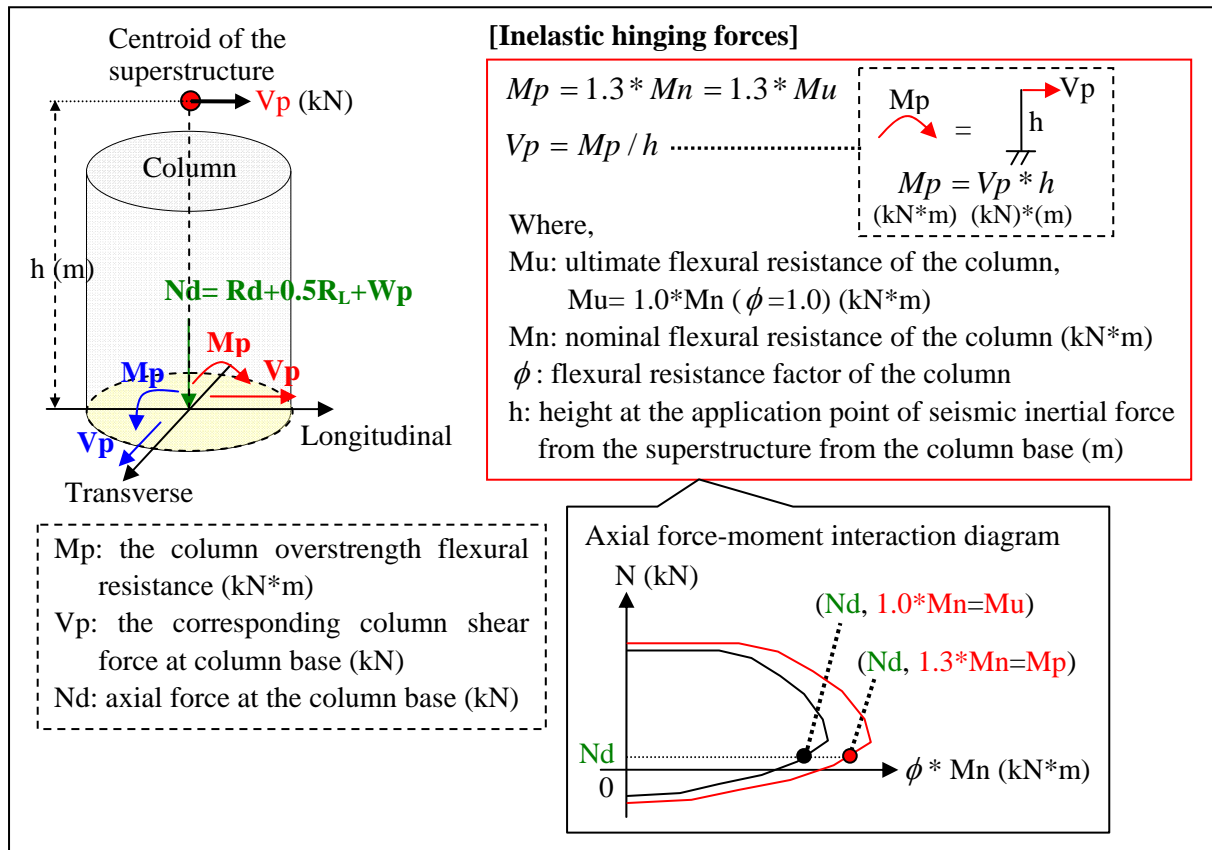 Centroid of the
superstructure
Vp (kN)
Column
h (m)
Nd= Rd+0.5R_L+Wp
Mp
Mp
Vp
Vp
Longitudinal
Transverse
Mp: the column overstrength flexural
resistance (kN*m)
Vp: the corresponding column shear
force at column base (kN)
Nd: axial force at the column base (kN)
[Inelastic hinging forces]
Mp = 1.3* Mn = 1.3* Mu
Vp = Mp / h
Mp
=
Vp
h
Mp = Vp * h
(kN*m) (kN)*(m)
Where,
Mu: ultimate flexural resistance of the column,
Mu= 1.0*Mn (ϕ=1.0) (kN*m)
Mn: nominal flexural resistance of the column (kN*m)
ϕ: flexural resistance factor of the column
h: height at the application point of seismic inertial force
from the superstructure from the column base (m)
Axial force-moment interaction diagram
N (kN)
(Nd, 1.0*Mn=Mu)
(Nd, 1.3*Mn=Mp)
Nd
0
ϕ* Mn (kN*m)